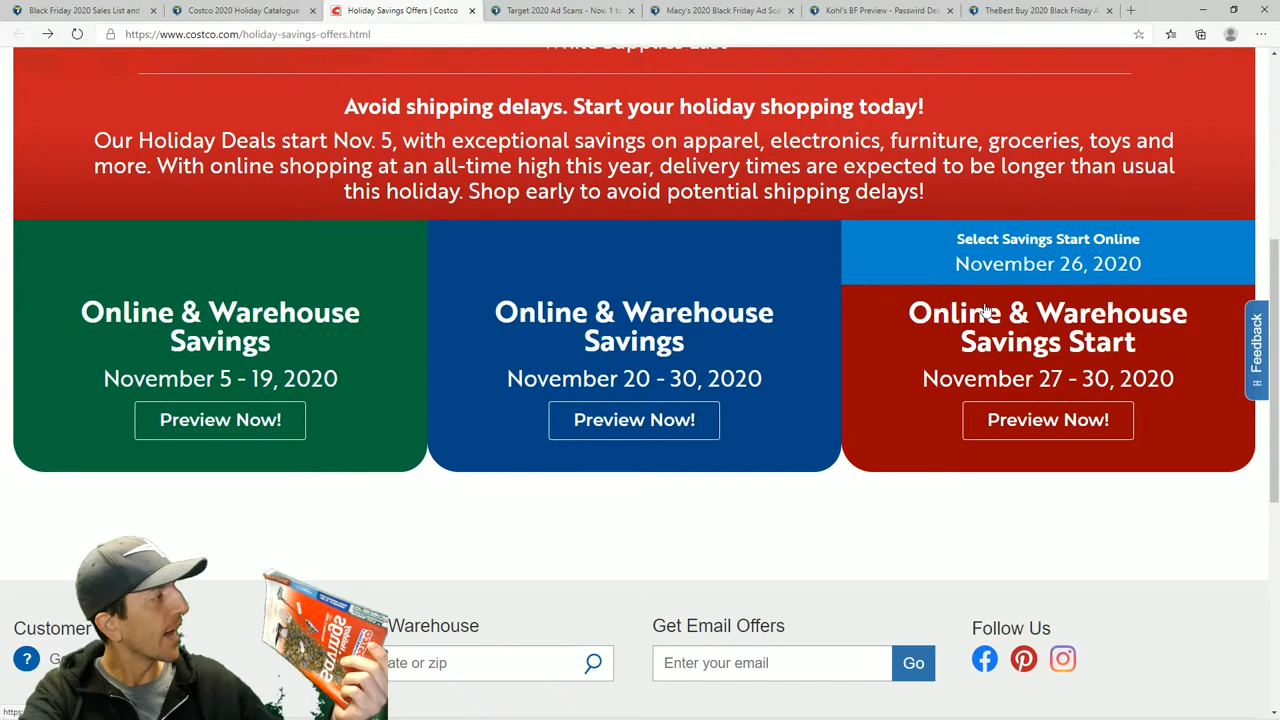 Black Friday 2020 Sales List and
Costco 2020 Holiday Catalogue
Holiday Savings Offers | Costco
Target 2020 Ad Scans - Nov. 1 to
Macy's 2020 Black Friday Ad Sca
Kohl's BF Preview - Passwird De
TheBest Buy 2020 Black Friday A
https://www.costco.com/holiday-savings-offers.html
While Supplies Last
Avoid shipping delays. Start your holiday shopping today!
Our Holiday Deals start Nov. 5, with exceptional savings on apparel, electronics, furniture, groceries, toys and
more. With online shopping at an all-time high this year, delivery times are expected to be longer than usual
this holiday. Shop early to avoid potential shipping delays!
Select Savings Start Online
November 26, 2020
Online & Warehouse
Savings
November 5 - 19, 2020
Preview Now!
Online & Warehouse
Savings
November 20 - 30, 2020
Preview Now!
Online & Warehouse
Savings Start
November 27 - 30, 2020
Preview Now!
Feedback
Customer
Warehouse
Get Email Offers
Follow Us
ate or zip
Enter your email
Go
https:
savings